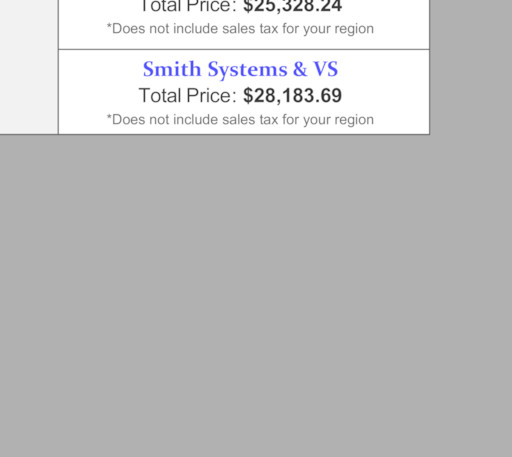 Total Price: $25,328.24
*Does not include sales tax for your region
Smith Systems & VS
Total Price: $28,183.69
*Does not include sales tax for your region